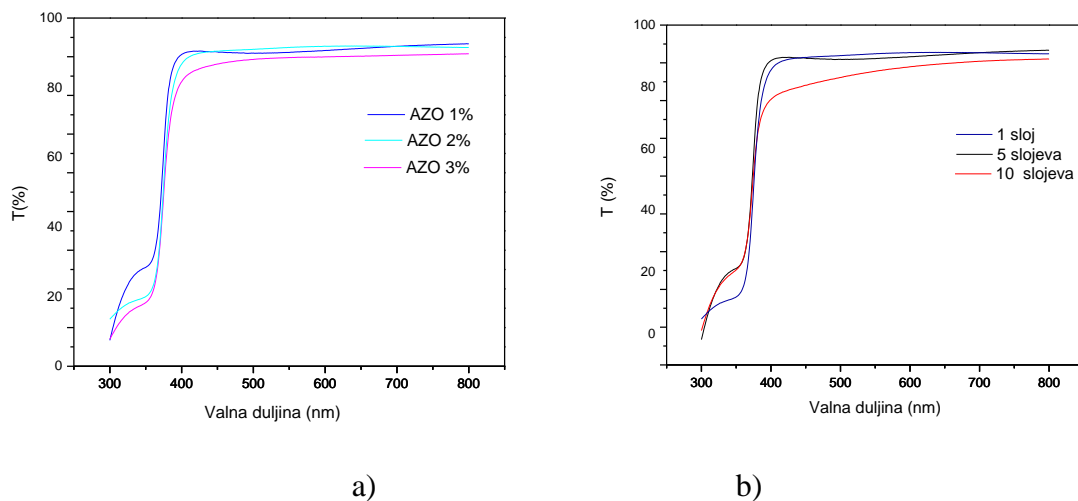 100
80
60
40
20
0
T(%)
300 400 500 600 700 800
Valna duljina (nm)
AZO 1%
AZO 2%
AZO 3%
a)
100
80
60
40
20
0
T (%)
300 400 500 600 700 800
Valna duljina (nm)
1 sloj
5 slojeva
10 slojeva
b)